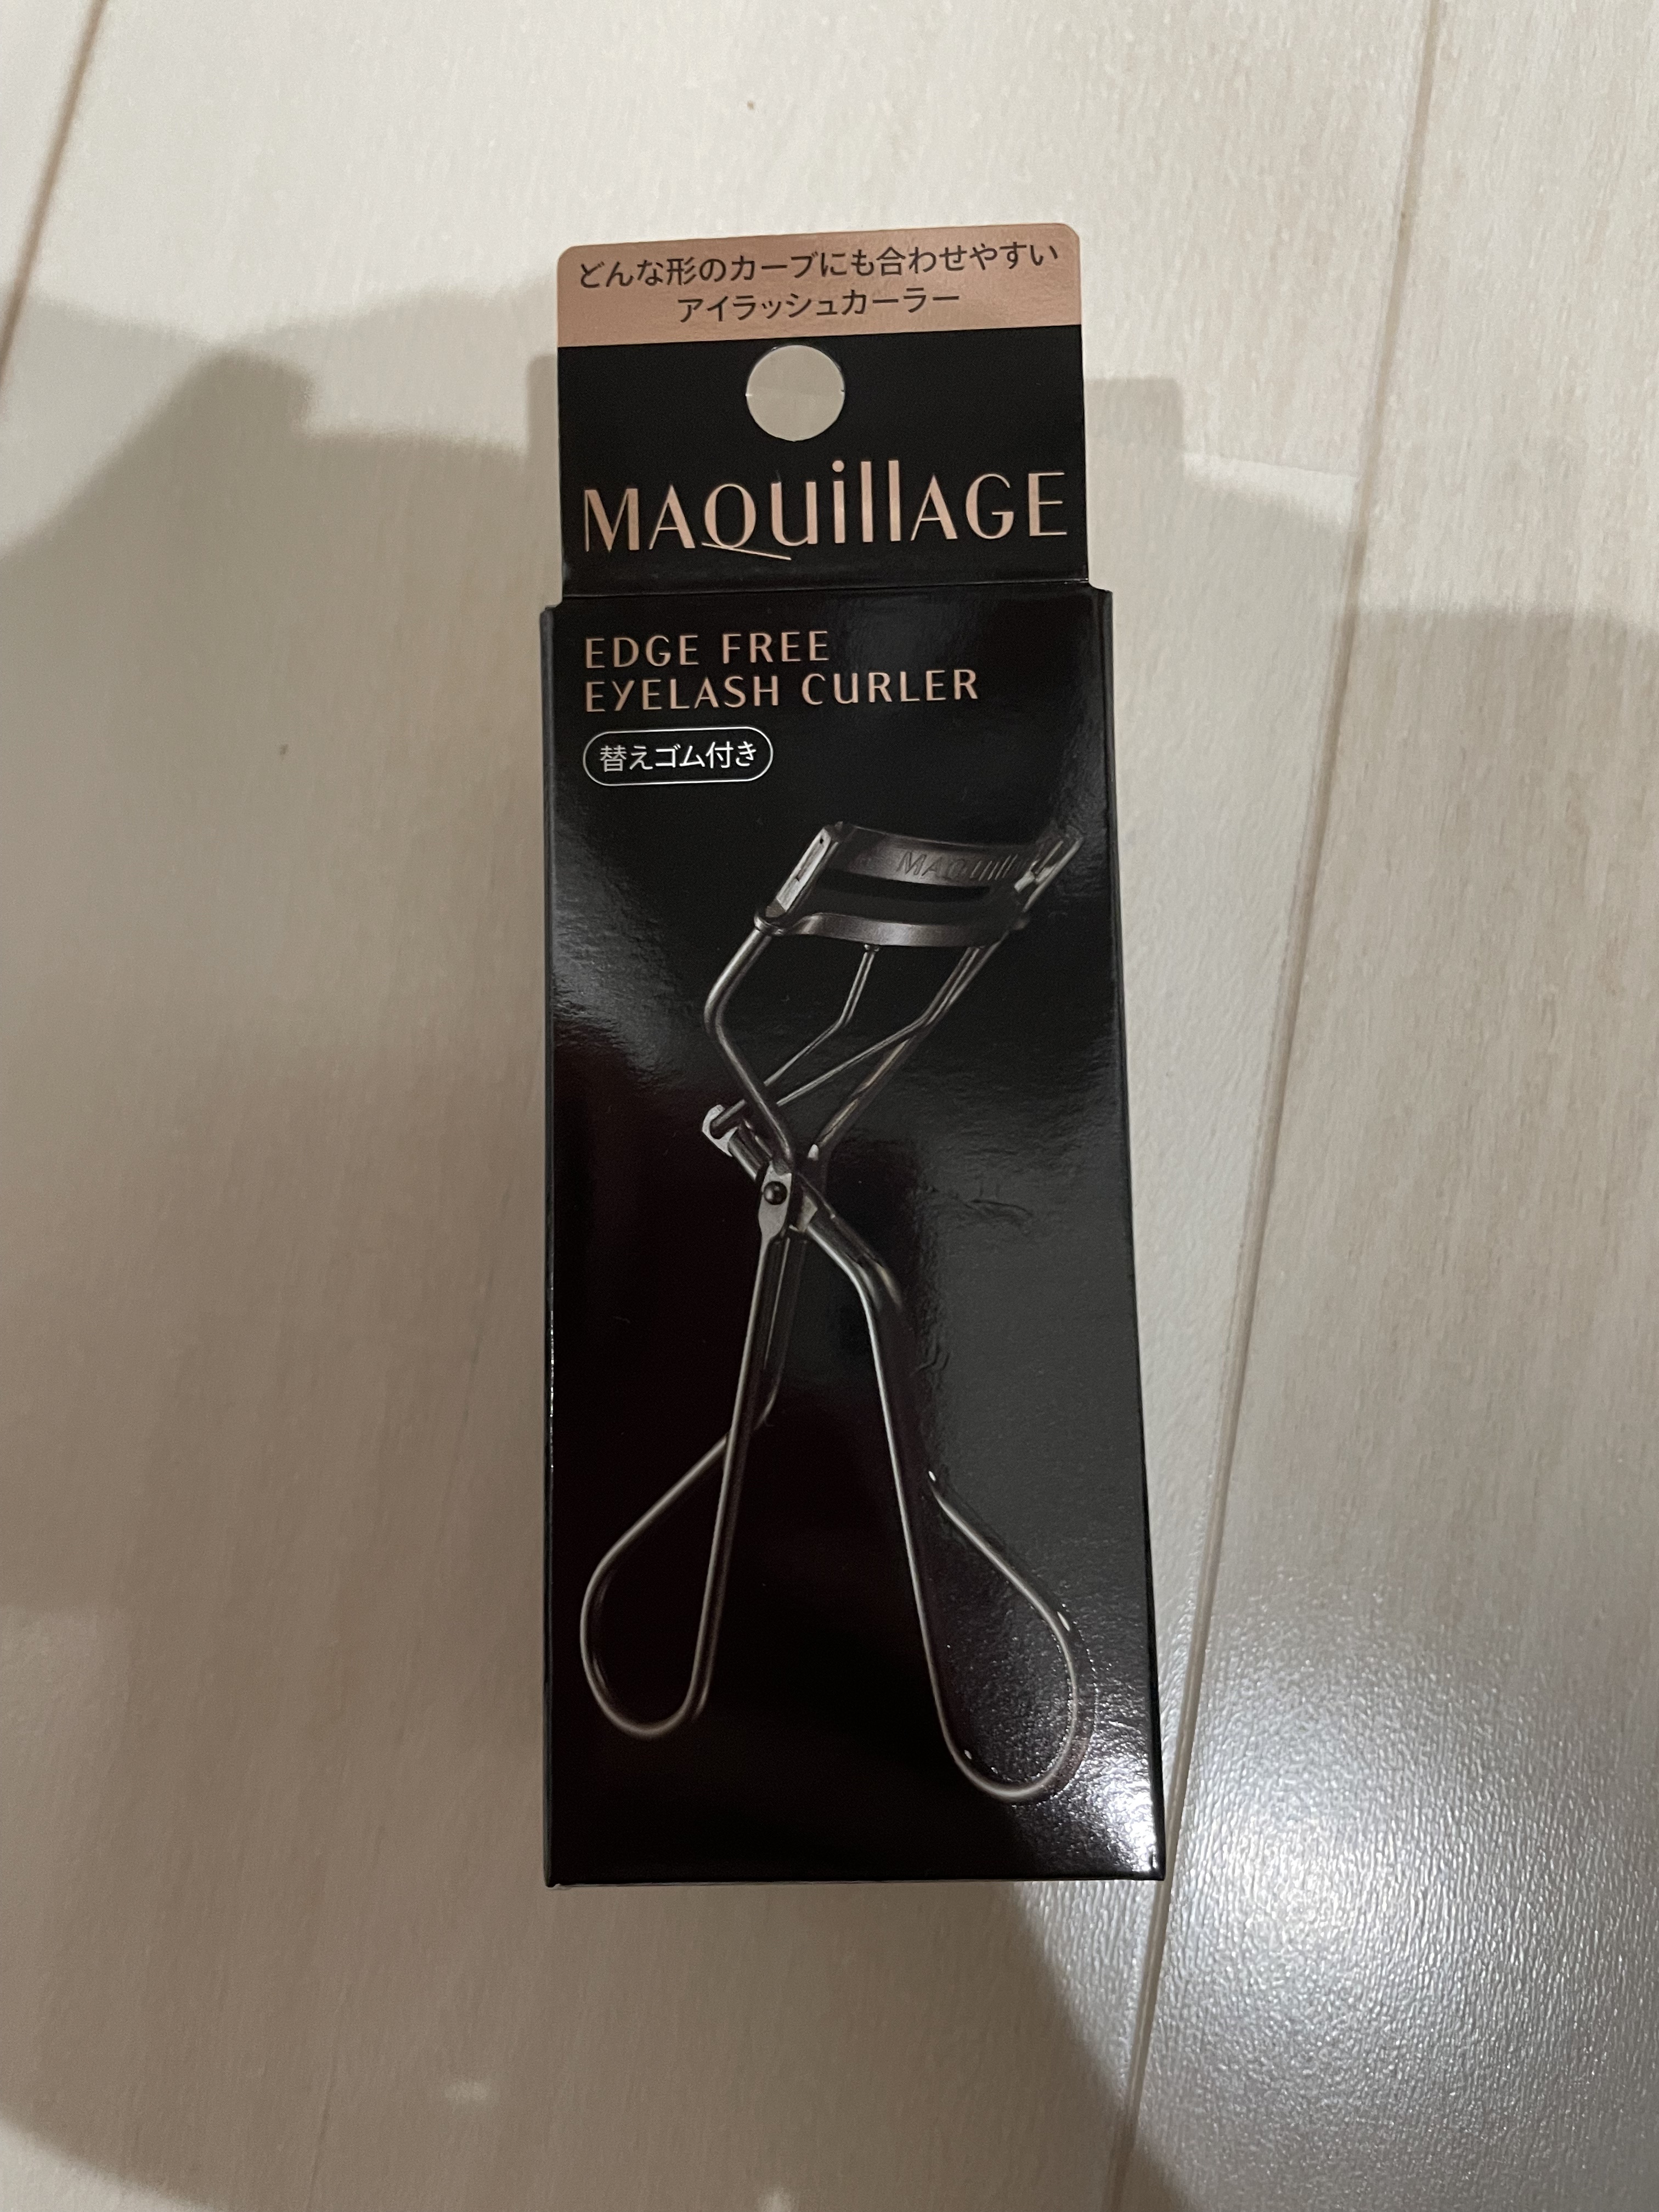 どんな形のカーブにも合わせやすい
アイラッシュカーラー
MAQuillAGE
EDGE FREE
EYELASH CURLER
替えゴム付き
MAQuill